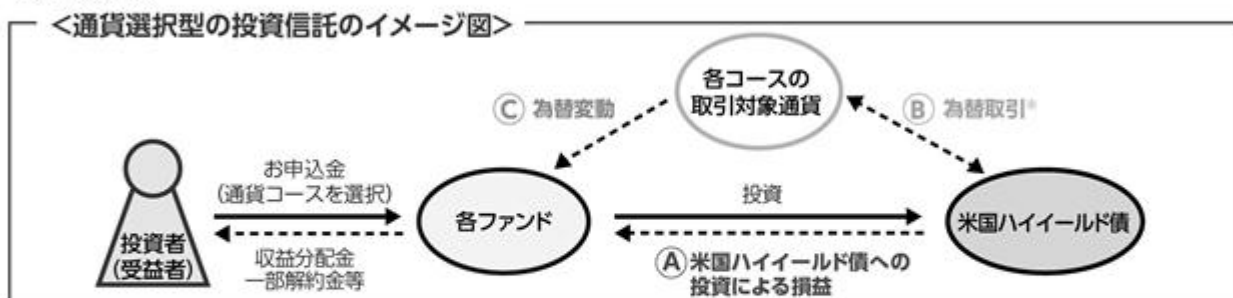 <通貨選択型の投資信託のイメージ図>
各コースの
取引対象通貨
Ⓒ 為替変動
Ⓑ 為替取引*
お申込金
(通貨コースを選択)
投資者
(受益者)
収益分配金
一部解約金等
各ファンド
投資
Ⓐ米国ハイイールド債への
投資による損益
米国ハイイールド債